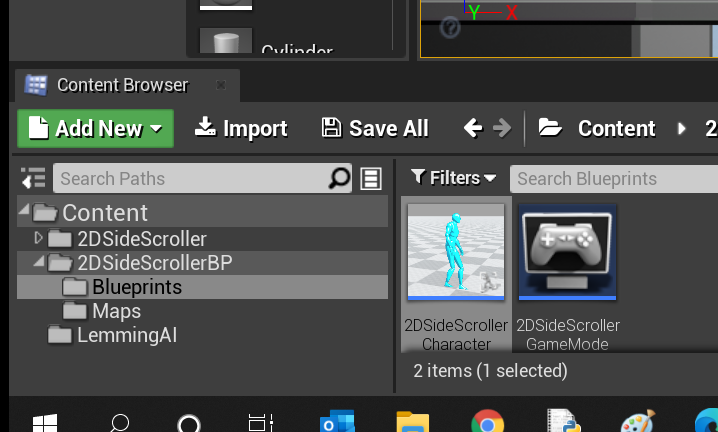 Cylinder
Y X
Content Browser
Add New Import Save All Content 2
Search Paths Filters Search Blueprints
Content
2DSideScroller
2DSideScrollerBP
Blueprints
Maps
LemmingAI
2DSideScroller
Character
2DSideScroller
GameMode
2 items (1 selected)